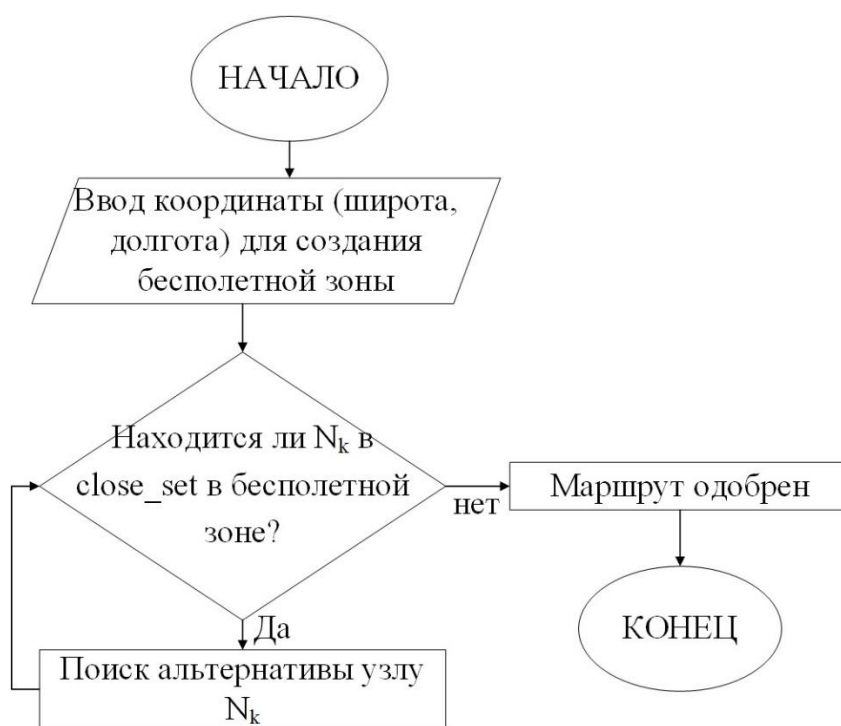 НАЧАЛО
Ввод координаты (широта,
долгота) для создания
бесполетной зоны
Находится ли Nk в
close_set в бесполетной
зоне?
нет
Маршрут одобрен
Да
КОНЕЦ
Поиск альтернативы узлу
Nk